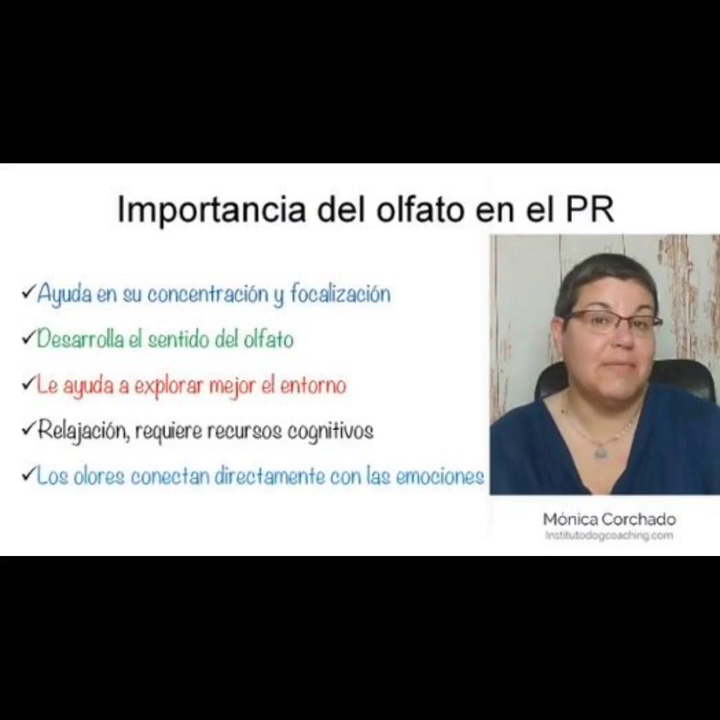 Importancia del olfato en el PR
✓Ayuda en su concentración y focalización
✓Desarrolla el sentido del olfato
✓Le ayuda a explorar mejor el entorno
✓Relajación, requiere recursos cognitivos
✓Los olores conectan directamente con las emociones
Mónica Corchado
Institutodogcoaching.com